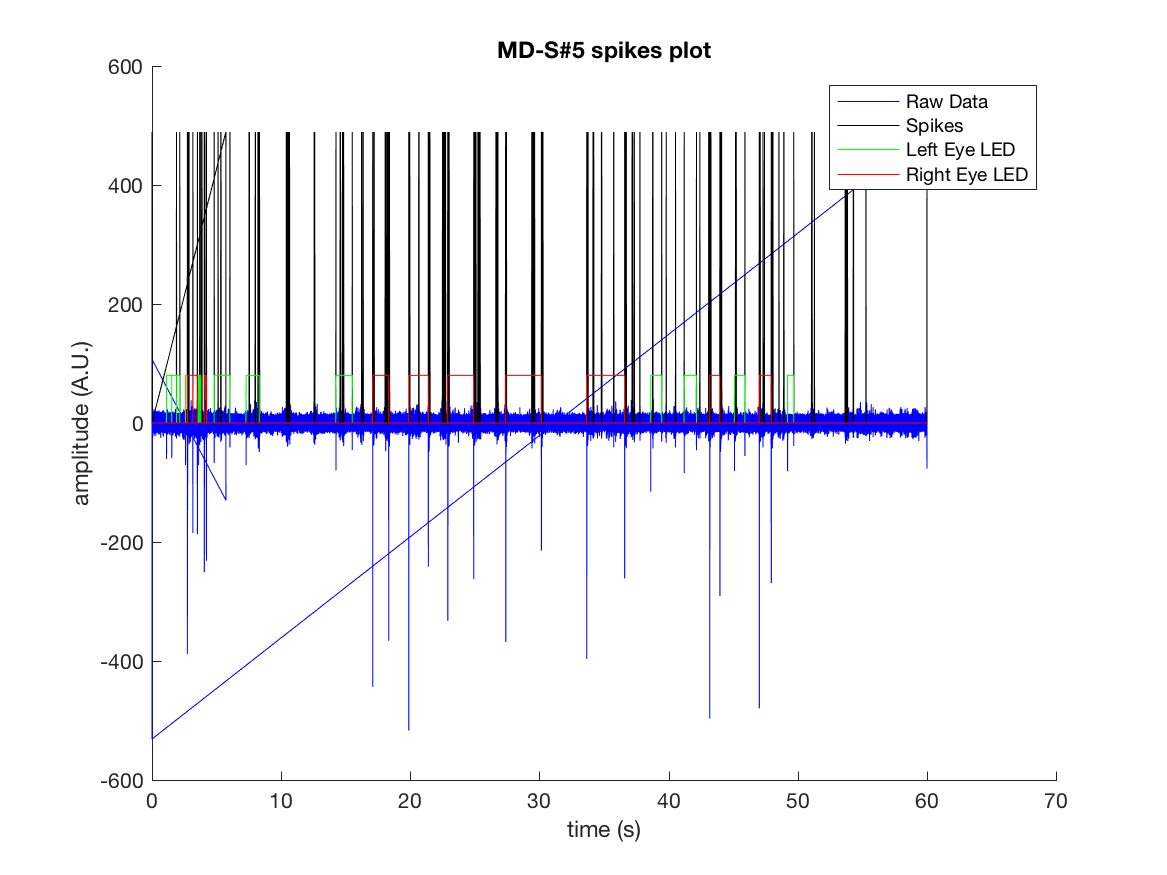 MD-S#5 spikes plot
600
400
200
0
-200
-400
-600
amplitude (A.U.)
Raw Data
Spikes
Left Eye LED
Right Eye LED
0 10 20 30 40 50 60 70
time (s)